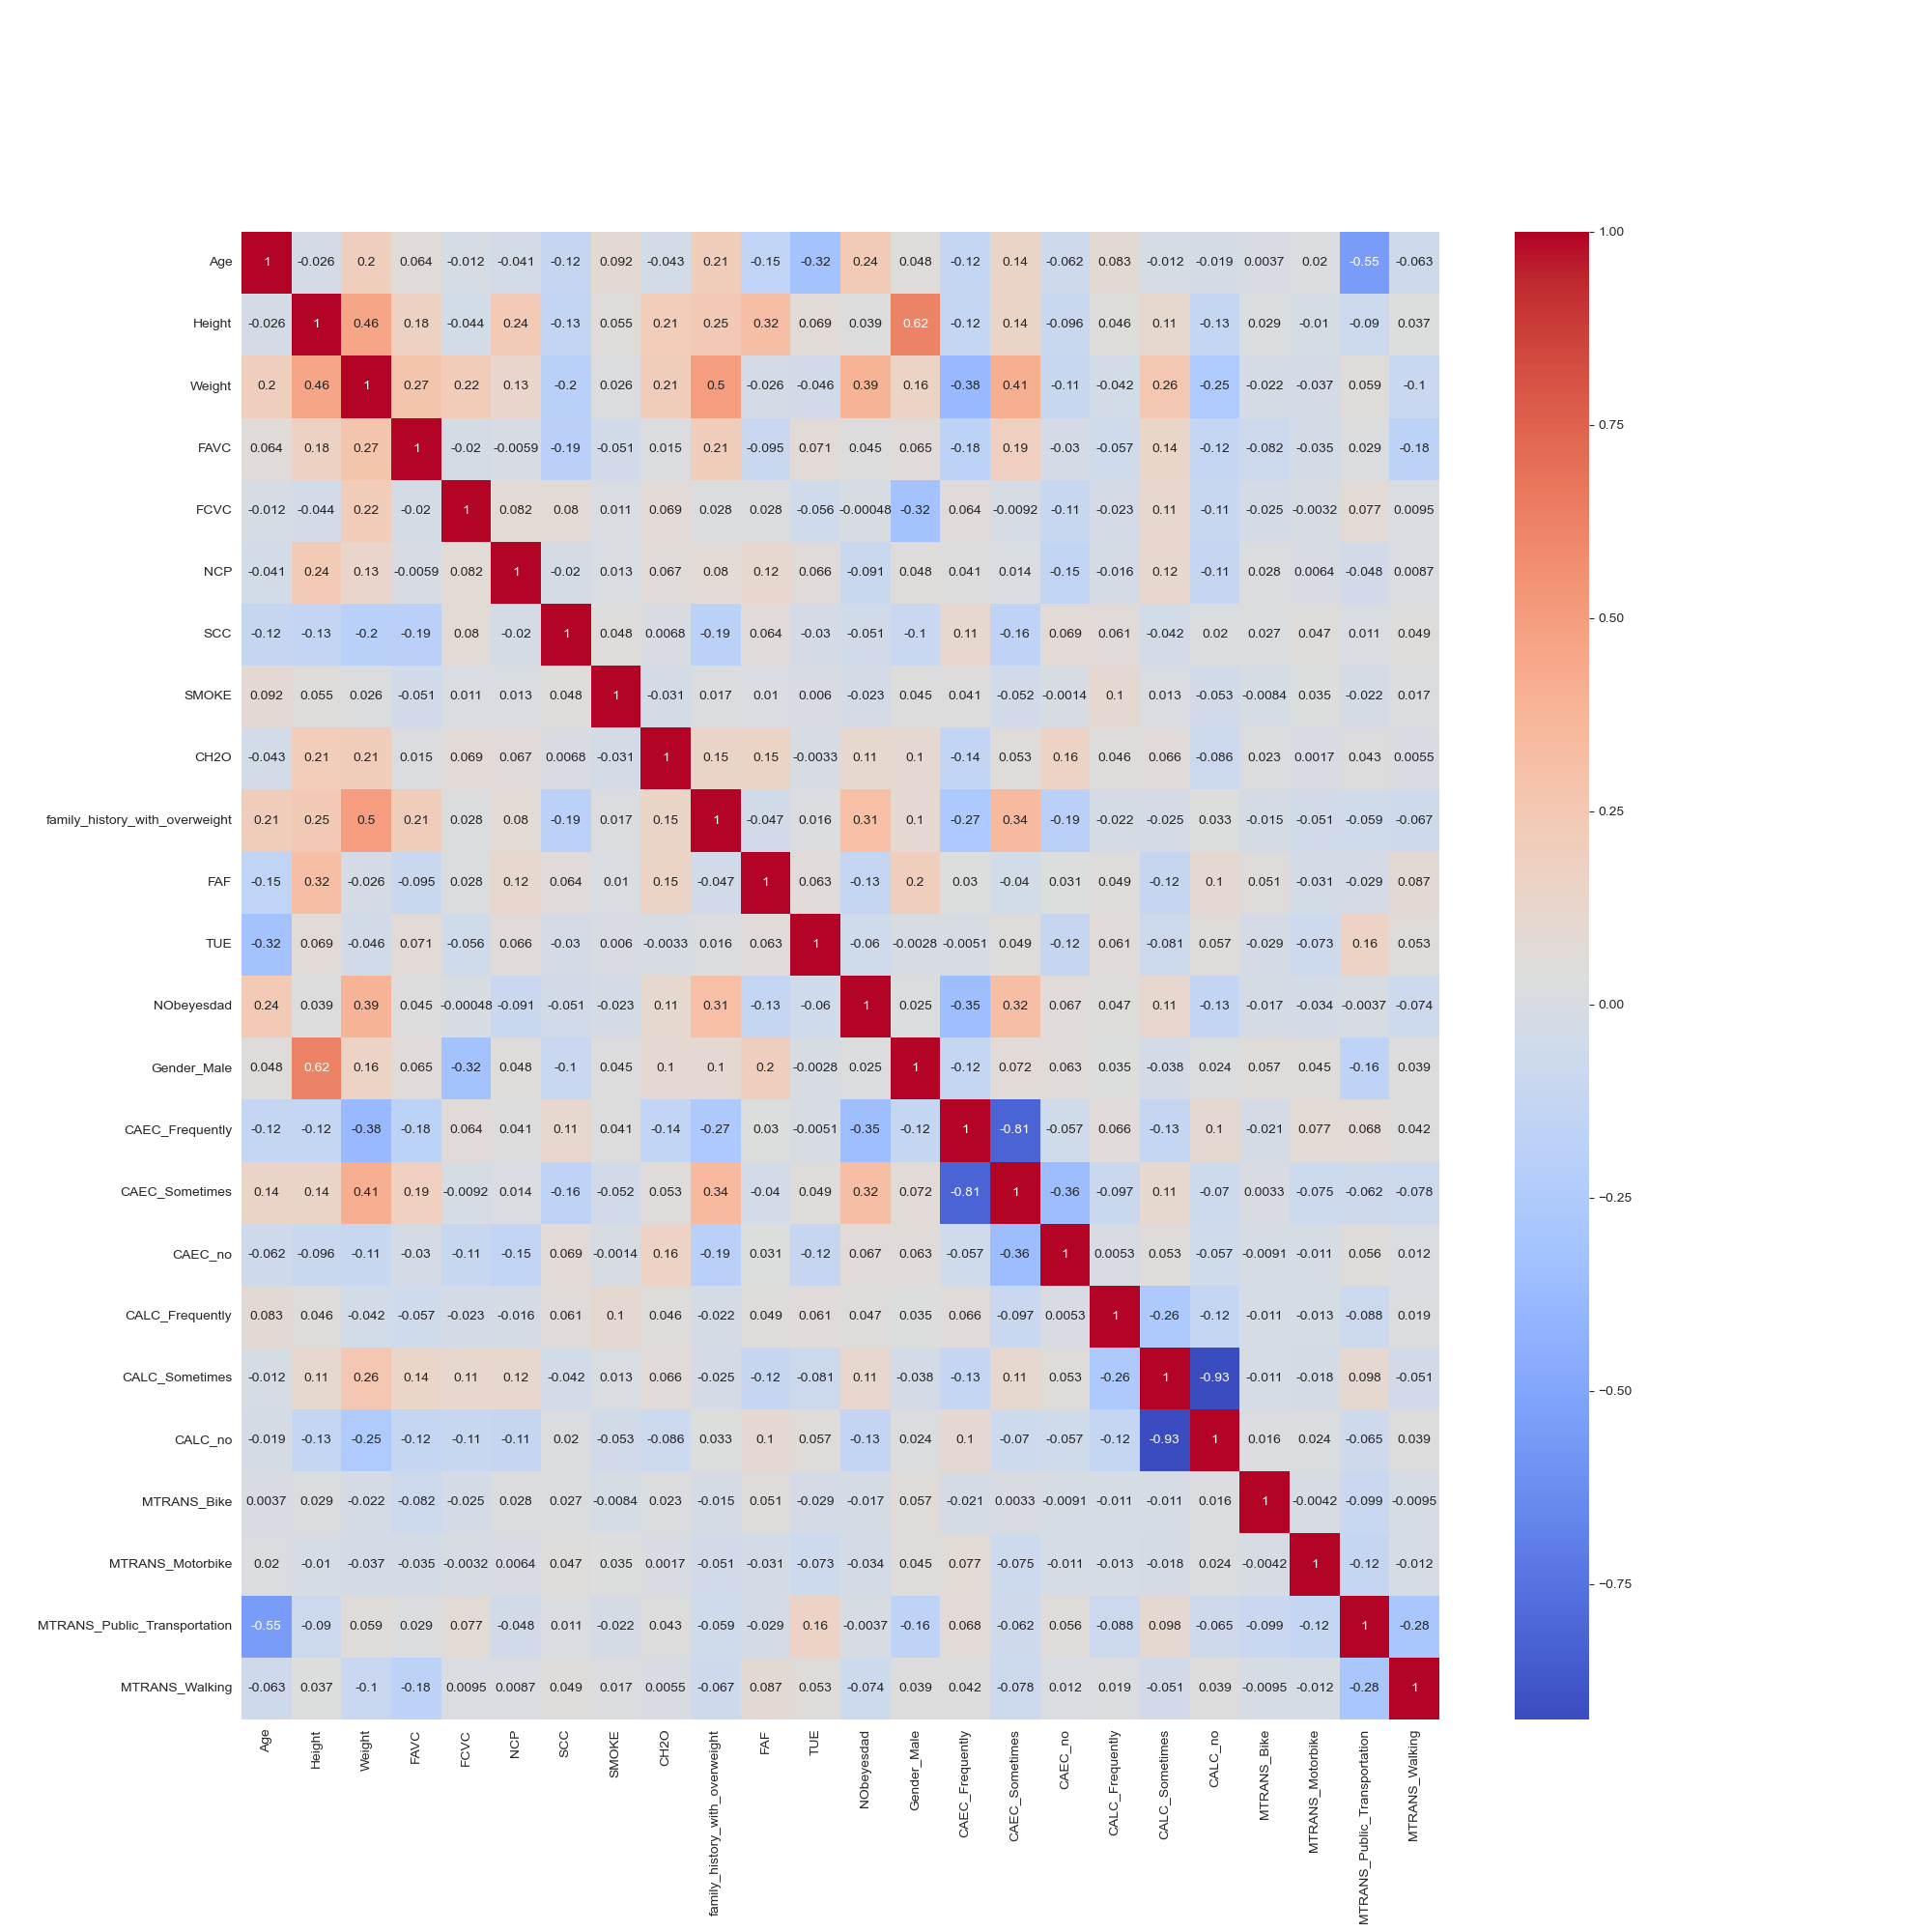 Age 1 -0.026 0.2 0.064 -0.012 -0.041 -0.12 0.092 -0.043 0.21 -0.15 -0.32 0.24 0.048 -0.12 0.14 -0.062 0.083 -0.012 -0.019 0.0037 0.02 -0.55 -0.063 1.00
Height -0.026 1 0.46 0.18 -0.044 0.24 -0.13 0.055 0.21 0.25 0.32 0.069 0.039 0.62 -0.12 0.14 -0.096 0.046 0.11 -0.13 0.029 -0.01 -0.09 0.037
Weight 0.2 0.46 1 0.27 0.22 0.13 -0.2 0.026 0.21 0.5 -0.026 -0.046 0.39 0.16 -0.38 0.41 -0.11 -0.042 0.26 -0.25 -0.022 -0.037 0.059 -0.1
0.75
FAVC 0.064 0.18 0.27 1 -0.02 -0.0059 -0.19 -0.051 0.015 0.21 -0.095 0.071 0.045 0.065 -0.18 0.19 -0.03 -0.057 0.14 -0.12 -0.082 -0.035 0.029 -0.18
FCVC -0.012 -0.044 0.22 -0.02 1 0.082 0.08 0.011 0.069 0.028 0.028 -0.056 -0.00048 -0.32 0.064 -0.0092 -0.11 -0.023 0.11 -0.11 -0.025 -0.0032 0.077 0.0095
NCP -0.041 0.24 0.13 -0.0059 0.082 1 -0.02 0.013 0.067 0.08 0.12 0.066 -0.091 0.048 0.041 0.014 -0.15 -0.016 0.12 -0.11 0.028 0.0064 -0.048 0.0087
0.50
SCC -0.12 -0.13 -0.2 -0.19 0.08 -0.02 1 0.048 0.0068 -0.19 0.064 -0.03 -0.051 -0.1 0.11 -0.16 0.069 0.061 -0.042 0.02 0.027 0.047 0.011 0.049
SMOKE 0.092 0.055 0.026 -0.051 0.011 0.013 0.048 1 -0.031 0.017 0.01 0.006 -0.023 0.045 0.041 -0.052 -0.0014 0.1 0.013 -0.053 -0.0084 0.035 -0.022 0.017
CH2O -0.043 0.21 0.21 0.015 0.069 0.067 0.0068 -0.031 1 0.15 0.15 -0.0033 0.11 0.1 -0.14 0.053 0.16 0.046 0.066 -0.086 0.023 0.0017 0.043 0.0055
0.25
family_history_with_overweight 0.21 0.25 0.5 0.21 0.028 0.08 -0.19 0.017 0.15 1 -0.047 0.016 0.31 0.1 -0.27 0.34 -0.19 -0.022 -0.025 0.033 -0.015 -0.051 -0.059 -0.067
FAF -0.15 0.32 -0.026 -0.095 0.028 0.12 0.064 0.01 0.15 -0.047 1 0.063 -0.13 0.2 0.03 -0.04 0.031 0.049 -0.12 0.1 0.051 -0.031 -0.029 0.087
TUE -0.32 0.069 -0.046 0.071 -0.056 0.066 -0.03 0.006 -0.0033 0.016 0.063 1 -0.06 -0.0028 -0.0051 0.049 -0.12 0.061 -0.081 0.057 -0.029 -0.073 0.16 0.053
NObeyesdad 0.24 0.039 0.39 0.045 -0.00048 -0.091 -0.051 -0.023 0.11 0.31 -0.13 -0.06 1 0.025 -0.35 0.32 0.067 0.047 0.11 -0.13 -0.017 -0.034 -0.0037 -0.074 0.00
Gender_Male 0.048 0.62 0.16 0.065 -0.32 0.048 -0.1 0.045 0.1 0.1 0.2 -0.0028 0.025 1 -0.12 0.072 0.063 0.035 -0.038 0.024 0.057 0.045 -0.16 0.039
CAEC_Frequently -0.12 -0.12 -0.38 -0.18 0.064 0.041 0.11 0.041 -0.14 -0.27 0.03 -0.0051 -0.35 -0.12 1 -0.81 -0.057 0.066 -0.13 0.1 -0.021 0.077 0.068 0.042
CAEC_Sometimes 0.14 0.14 0.41 0.19 -0.0092 0.014 -0.16 -0.052 0.053 0.34 -0.04 0.049 0.32 0.072 -0.81 1 -0.36 -0.097 0.11 -0.07 0.0033 -0.075 -0.062 -0.078 −0.25
CAEC_no -0.062 -0.096 -0.11 -0.03 -0.11 -0.15 0.069 -0.0014 0.16 -0.19 0.031 -0.12 0.067 0.063 -0.057 -0.36 1 0.0053 0.053 -0.057 -0.0091 -0.011 0.056 0.012
CALC_Frequently 0.083 0.046 -0.042 -0.057 -0.023 -0.016 0.061 0.1 0.046 -0.022 0.049 0.061 0.047 0.035 0.066 -0.097 0.0053 1 -0.26 -0.12 -0.011 -0.013 -0.088 0.019
CALC_Sometimes -0.012 0.11 0.26 0.14 0.11 0.12 -0.042 0.013 0.066 -0.025 -0.12 -0.081 0.11 -0.038 -0.13 0.11 0.053 -0.26 1 -0.93 -0.011 -0.018 0.098 -0.051
−0.50
CALC_no -0.019 -0.13 -0.25 -0.12 -0.11 -0.11 0.02 -0.053 -0.086 0.033 0.1 0.057 -0.13 0.024 0.1 -0.07 -0.057 -0.12 -0.93 1 0.016 0.024 -0.065 0.039
MTRANS_Bike 0.0037 0.029 -0.022 -0.082 -0.025 0.028 0.027 -0.0084 0.023 -0.015 0.051 -0.029 -0.017 0.057 -0.021 0.0033 -0.0091 -0.011 -0.011 0.016 1 -0.0042 -0.099 -0.0095
MTRANS_Motorbike 0.02 -0.01 -0.037 -0.035 -0.0032 0.0064 0.047 0.035 0.0017 -0.051 -0.031 -0.073 -0.034 0.045 0.077 -0.075 -0.011 -0.013 -0.018 0.024 -0.0042 1 -0.12 -0.012
−0.75
MTRANS_Public_Transportation -0.55 -0.09 0.059 0.029 0.077 -0.048 0.011 -0.022 0.043 -0.059 -0.029 0.16 -0.0037 -0.16 0.068 -0.062 0.056 -0.088 0.098 -0.065 -0.099 -0.12 1 -0.28
MTRANS_Walking -0.063 0.037 -0.1 -0.18 0.0095 0.0087 0.049 0.017 0.0055 -0.067 0.087 0.053 -0.074 0.039 0.042 -0.078 0.012 0.019 -0.051 0.039 -0.0095 -0.012 -0.28 1
Age
Height
Weight
FAVC
FCVC
NCP
SCC
SMOKE
CH2O
family_history_with_overweight
FAF
TUE
NObeyesdad
Gender_Male
CAEC_Frequently
CAEC_Sometimes
CAEC_no
CALC_Frequently
CALC_Sometimes
CALC_no
MTRANS_Bike
MTRANS_Motorbike
MTRANS_Public_Transportation
MTRANS_Walking